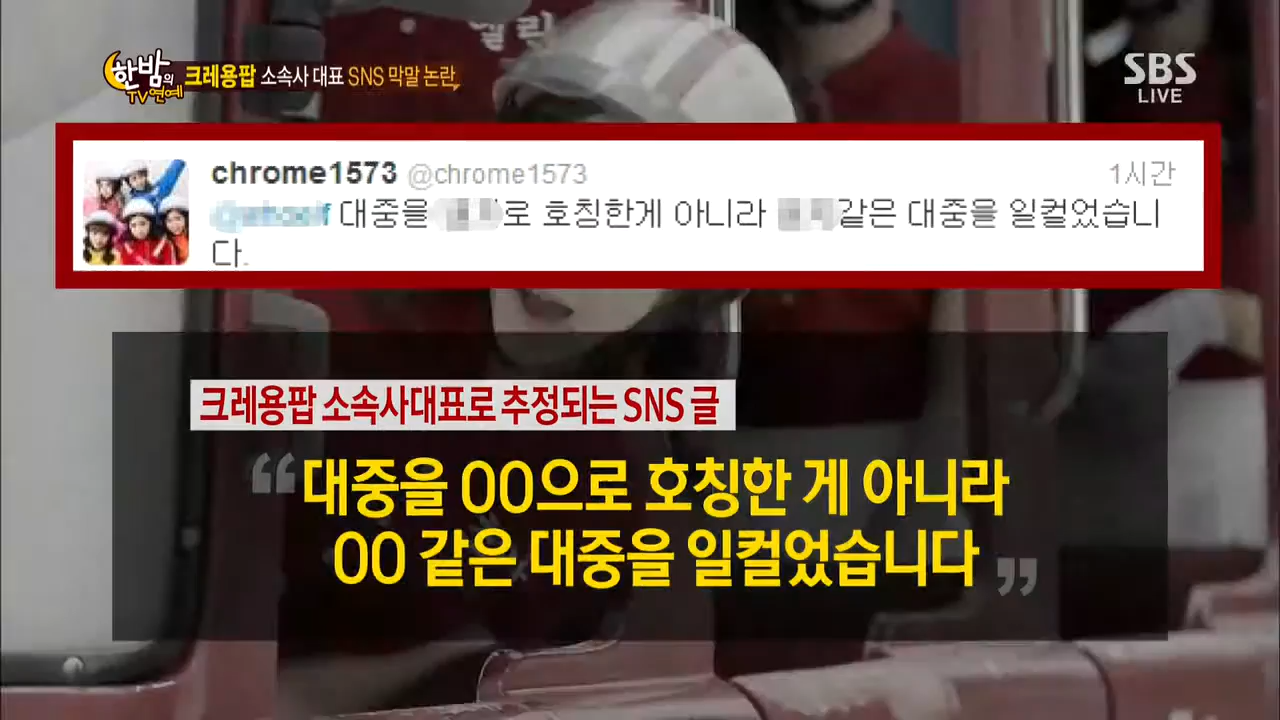 한밤의
TV연예
크레용팝 소속사 대표 SNS 막말 논란
SBS
LIVE
chrome1573 @chrome1573 1시간
대중을 로 호칭한게 아니라 같은 대중을 일컬었습니
다.
크레용팝 소속사대표로 추정되는 SNS 글
“대중을 OO으로 호칭한 게 아니라
OO 같은 대중을 일컬었습니다”